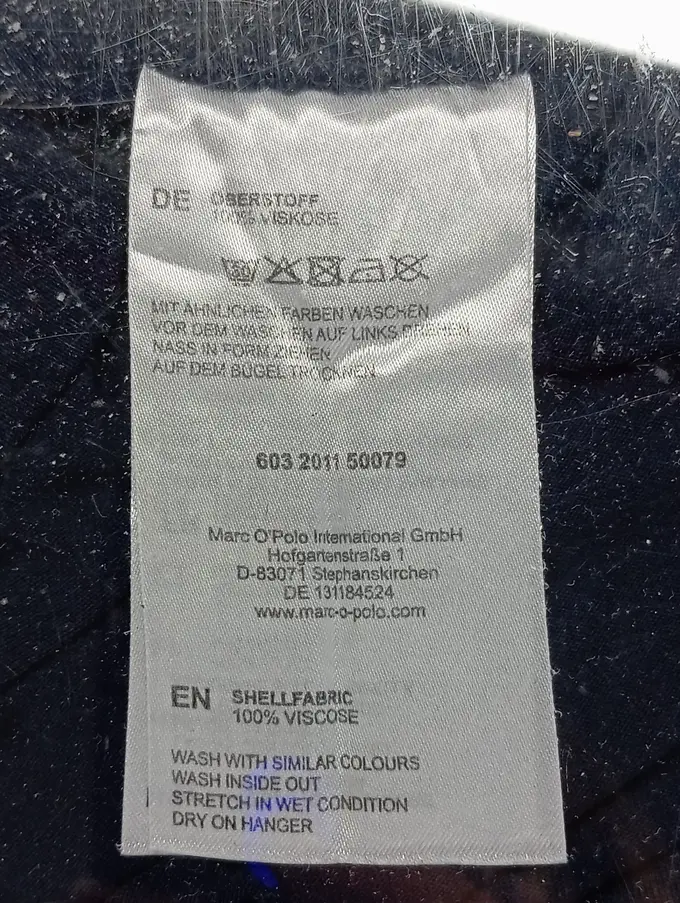 DE OBERSTOFF
100% VISKOSE
30
MIT ÄHNLICHEN FARBEN WASCHEN
VOR DEM WASCHEN AUF LINKS DREHEN
NASS IN FORM ZIEHEN
AUF DEM BÜGEL TROCKNEN
603 2011 50079
Marc O'Polo International GmbH
Hofgartenstraße 1
D-83071 Stephanskirchen
DE 131184524
www.marc-o-polo.com
EN SHELLFABRIC
100% VISCOSE
WASH WITH SIMILAR COLOURS
WASH INSIDE OUT
STRETCH IN WET CONDITION
DRY ON HANGER